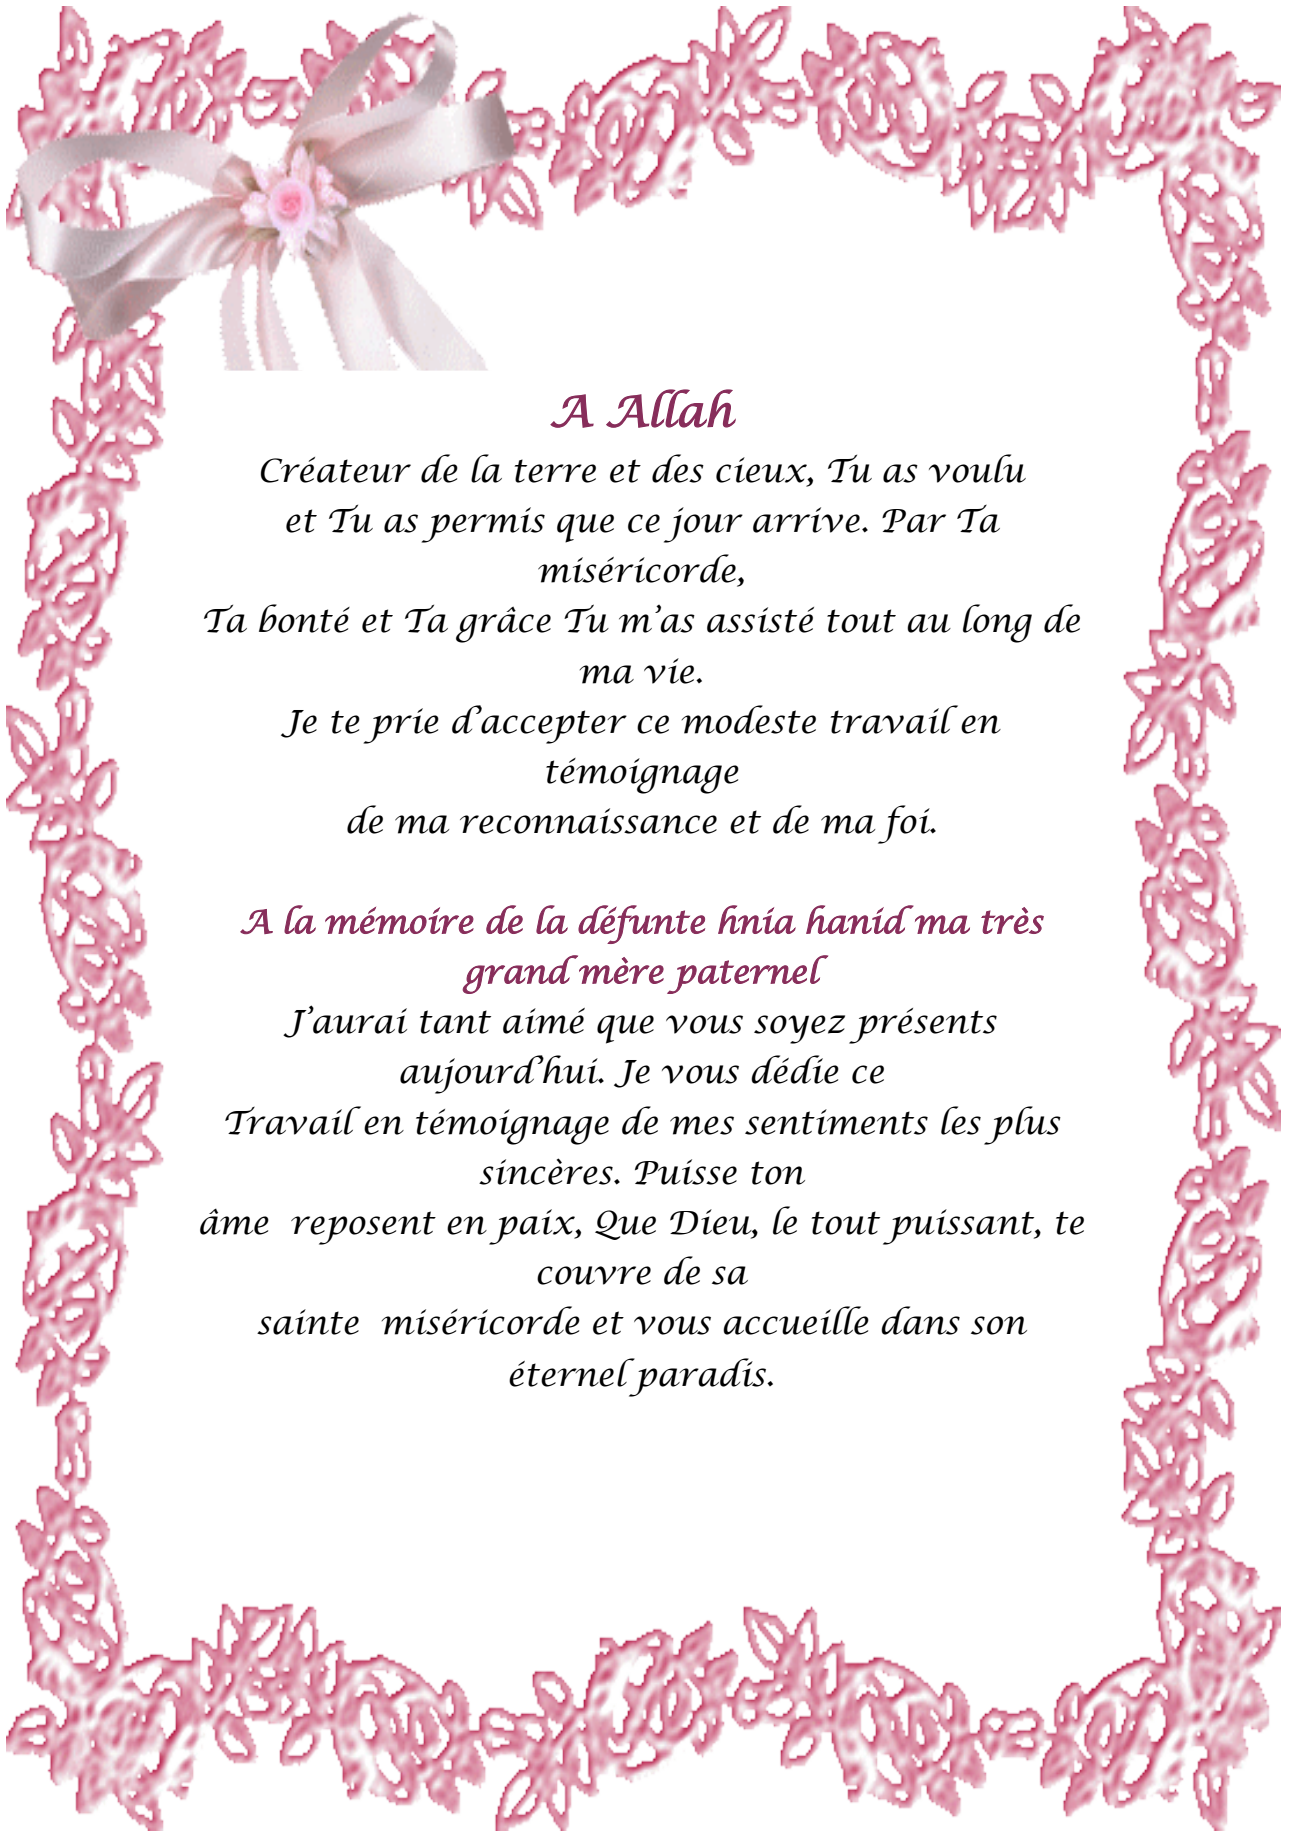 A Allah
Créateur de la terre et des cieux, Tu as voulu
et Tu as permis que ce jour arrive. Par Ta
miséricorde,
Ta bonté et Ta grâce Tu m'as assisté tout au long de
ma vie.
Je te prie d'accepter ce modeste travail en
témoignage
de ma reconnaissance et de ma foi.
A la mémoire de la défunte hnia hanid ma très
grand mère paternel
J'aurai tant aimé que vous soyez présents
aujourd'hui. Je vous dédie ce
Travail en témoignage de mes sentiments les plus
sincères. Puisse ton
âme  reposent en paix, Que Dieu, le tout puissant, te
couvre de sa
sainte  miséricorde et vous accueille dans son
éternel paradis.